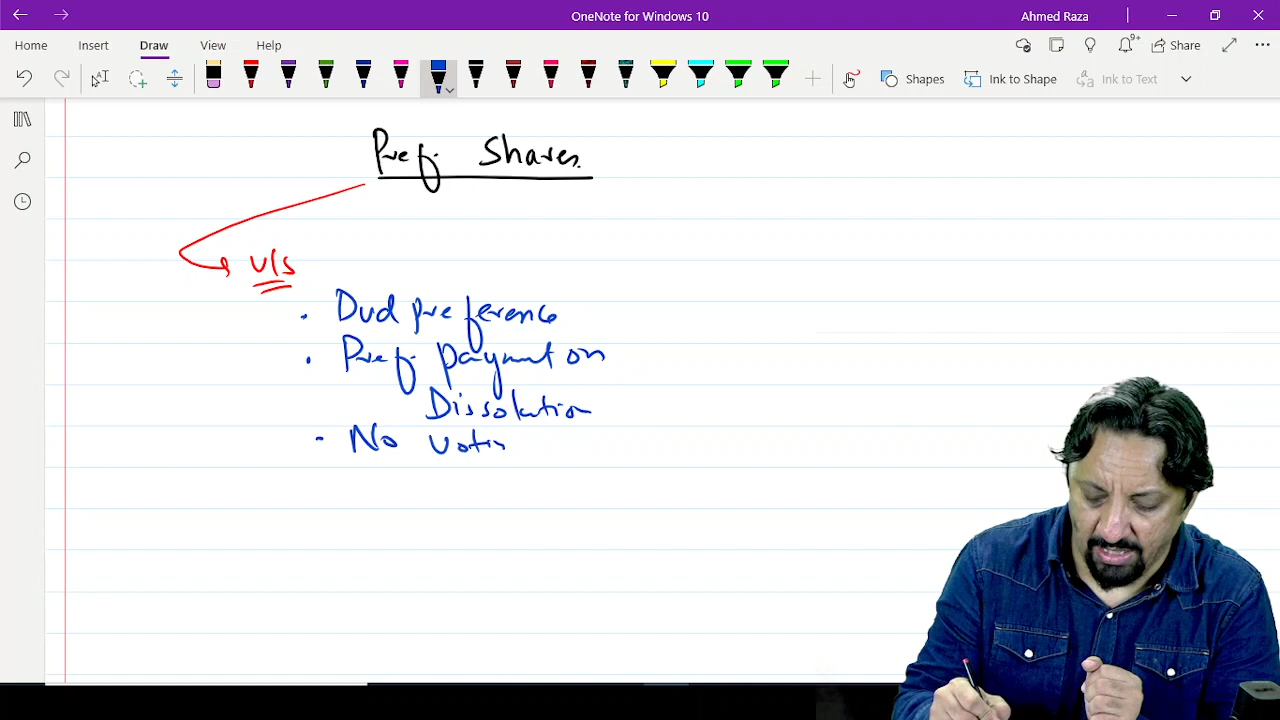 OneNote for Windows 10
Ahmed Raza
Home Insert Draw View Help
9+
Share
Shapes
Ink to Shape
Ink to Text
Pref. Shares.
v/s
• Dvd preference
• Pref. payment on
Dissolution
• No votin